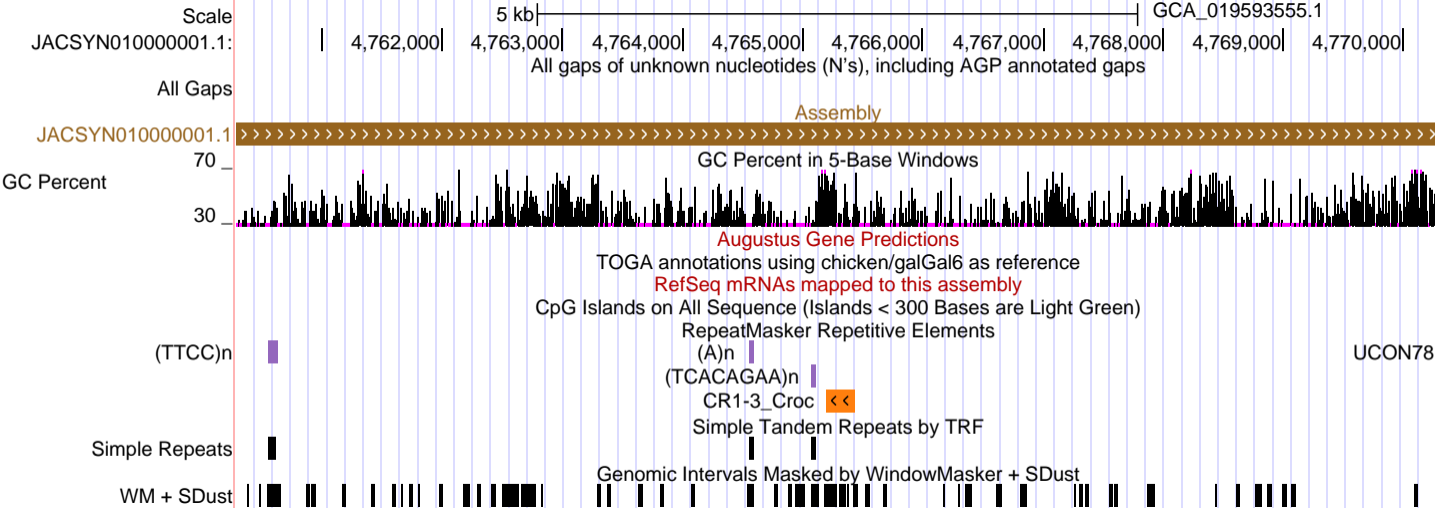 Scale 5 kb GCA_019593555.1
JACSYN010000001.1: 4,762,000 4,763,000 4,764,000 4,765,000 4,766,000 4,767,000 4,768,000 4,769,000 4,770,000
All gaps of unknown nucleotides (N's), including AGP annotated gaps
All Gaps
Assembly
JACSYN010000001.1
70 GC Percent in 5-Base Windows
GC Percent
30
Augustus Gene Predictions
TOGA annotations using chicken/galGal6 as reference
RefSeq mRNAs mapped to this assembly
CpG Islands on All Sequence (Islands < 300 Bases are Light Green)
RepeatMasker Repetitive Elements
(TTCC)n (A)n UCON78
(TCACAGAA)n
CR1-3_Croc
Simple Tandem Repeats by TRF
Simple Repeats
Genomic Intervals Masked by WindowMasker + SDust
WM + SDust